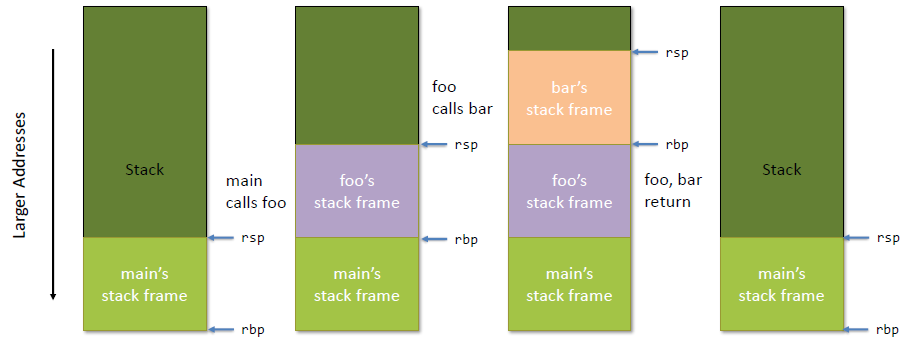 Larger Addresses
Stack
rsp
main's
stack frame
rbp
main
calls foo
rsp
foo's
stack frame
rbp
main's
stack frame
foo
calls bar
rsp
bar's
stack frame
rbp
foo's
stack frame
main's
stack frame
foo, bar
return
Stack
rsp
main's
stack frame
rbp